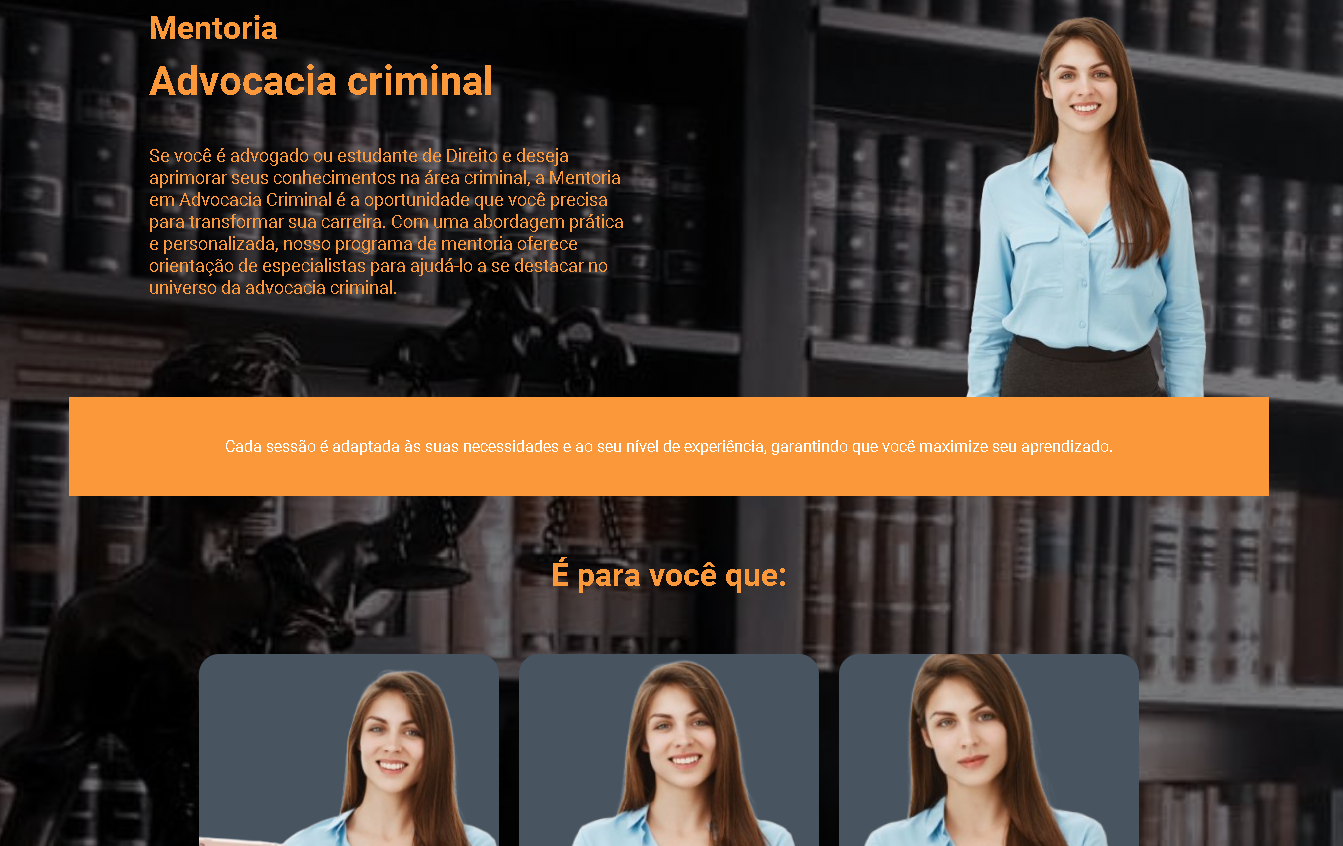 Mentoria
Advocacia criminal
Se você é advogado ou estudante de Direito e deseja
aprimorar seus conhecimentos na área criminal, a Mentoria
em Advocacia Criminal é a oportunidade que você precisa
para transformar sua carreira. Com uma abordagem prática
e personalizada, nosso programa de mentoria oferece
orientação de especialistas para ajudá-lo a se destacar no
universo da advocacia criminal.
Cada sessão é adaptada às suas necessidades e ao seu nível de experiência, garantindo que você maximize seu aprendizado.
É para você que: